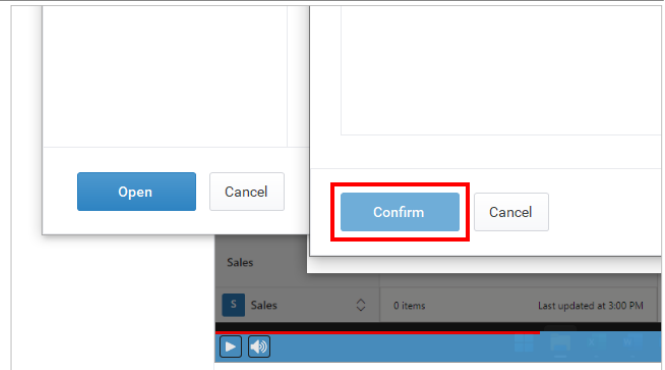 Open
Cancel
Confirm
Cancel
Sales
S Sales
0 items
Last updated at 3:00 PM